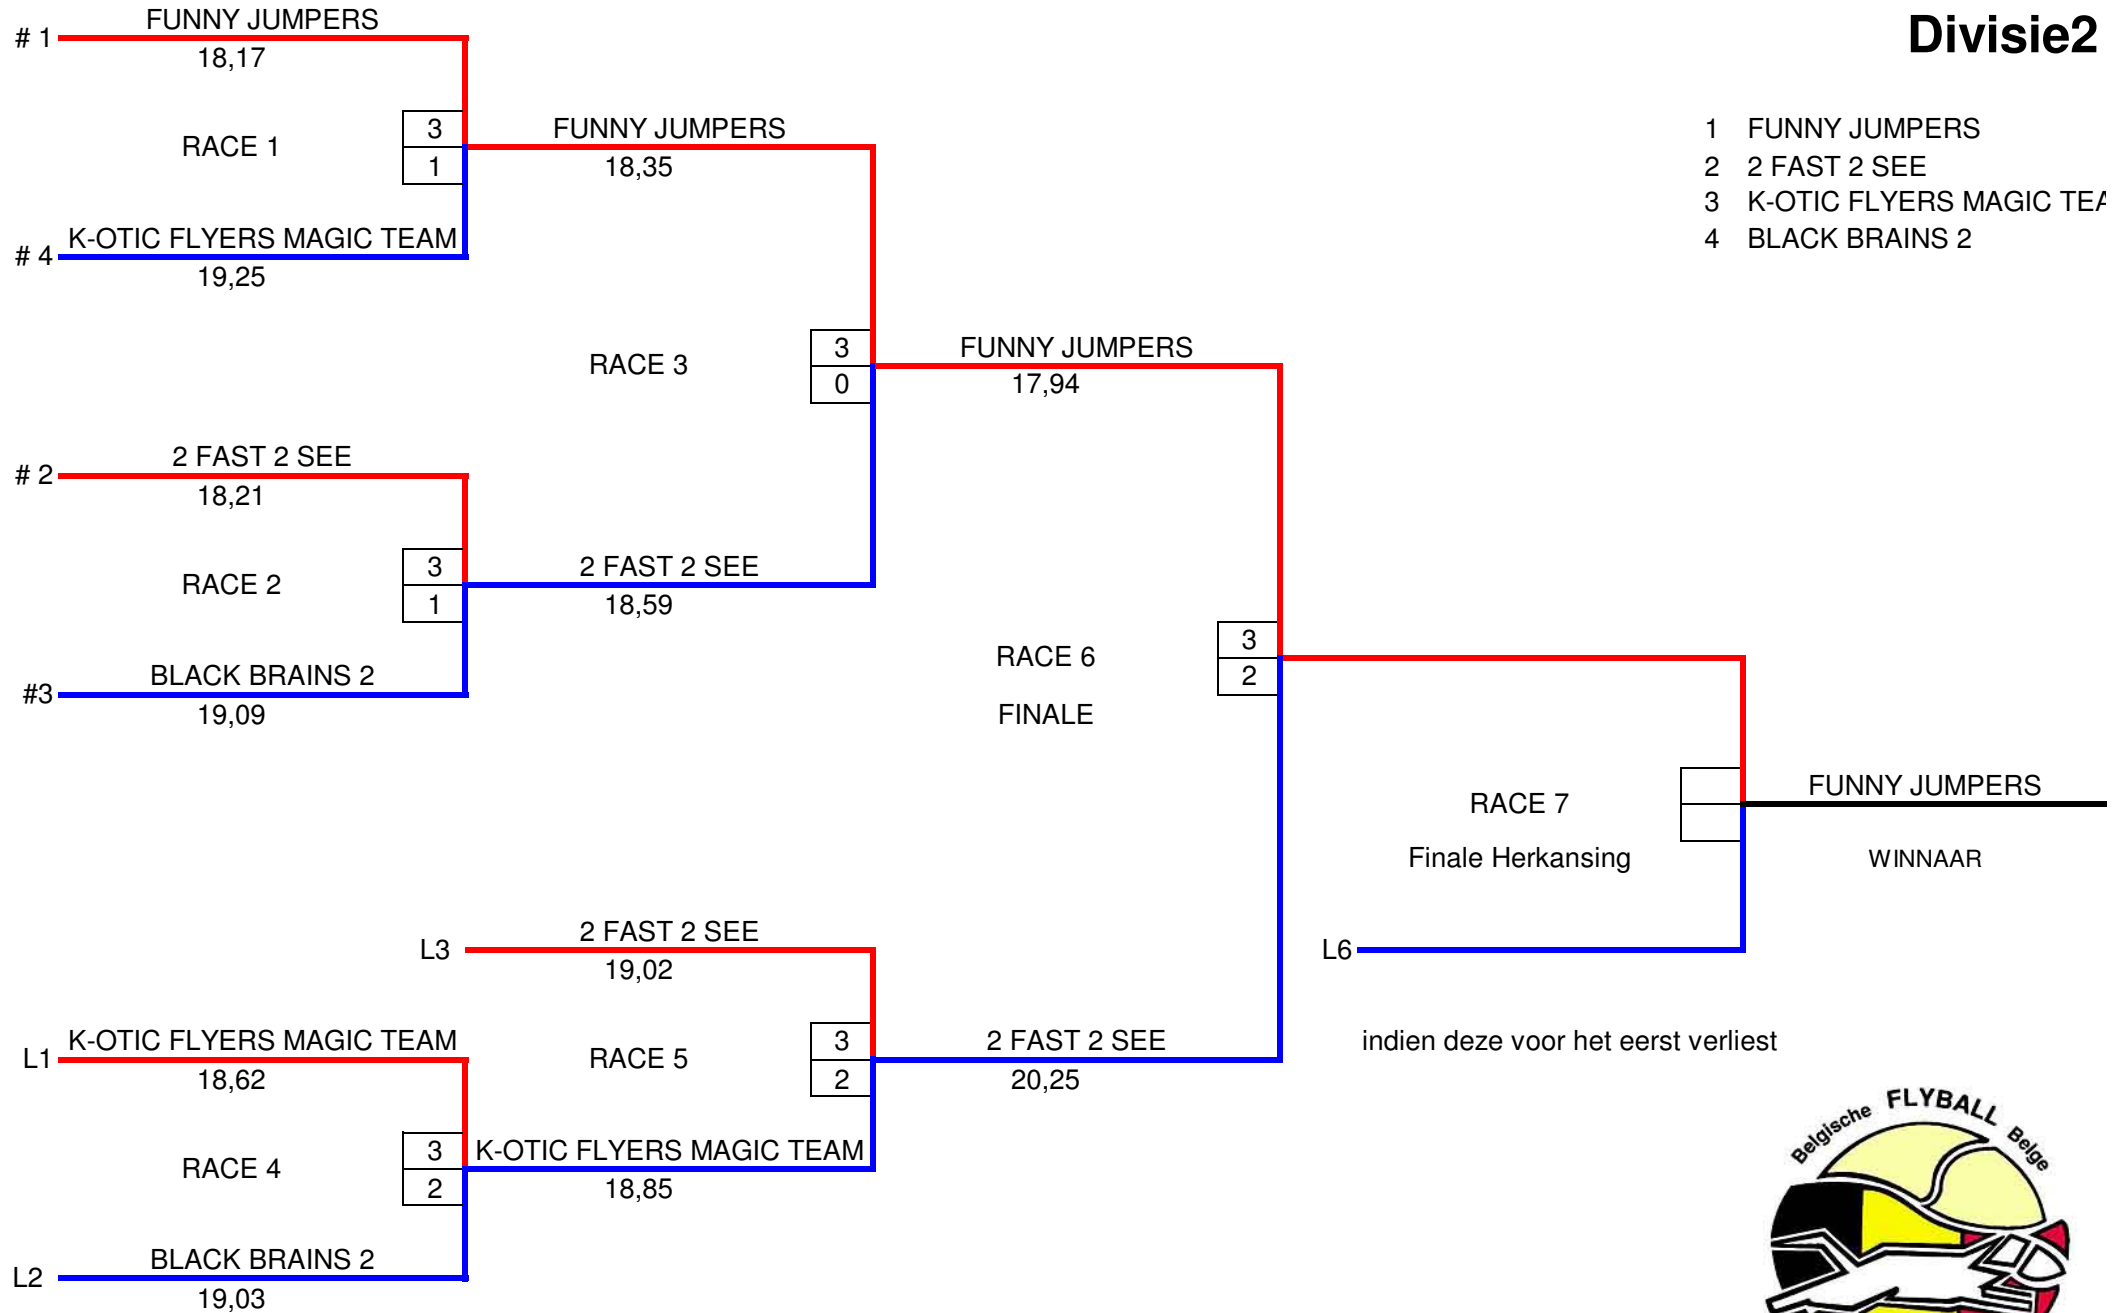 Divisie2
# 1
FUNNY JUMPERS
18,17
RACE 1
3
1
# 4
K-OTIC FLYERS MAGIC TEAM
19,25
FUNNY JUMPERS
18,35
1 FUNNY JUMPERS
2 2 FAST 2 SEE
3 K-OTIC FLYERS MAGIC TEA
4 BLACK BRAINS 2
RACE 3
3
0
FUNNY JUMPERS
17,94
# 2
2 FAST 2 SEE
18,21
RACE 2
3
1
2 FAST 2 SEE
18,59
#3
BLACK BRAINS 2
19,09
RACE 6
3
2
FINALE
RACE 7
Finale Herkansing
FUNNY JUMPERS
WINNAAR
L3
2 FAST 2 SEE
19,02
L6
indien deze voor het eerst verliest
L1
K-OTIC FLYERS MAGIC TEAM
18,62
RACE 5
3
2
2 FAST 2 SEE
20,25
RACE 4
3
2
K-OTIC FLYERS MAGIC TEAM
18,85
L2
BLACK BRAINS 2
19,03
Belgische FLYBALL Belge